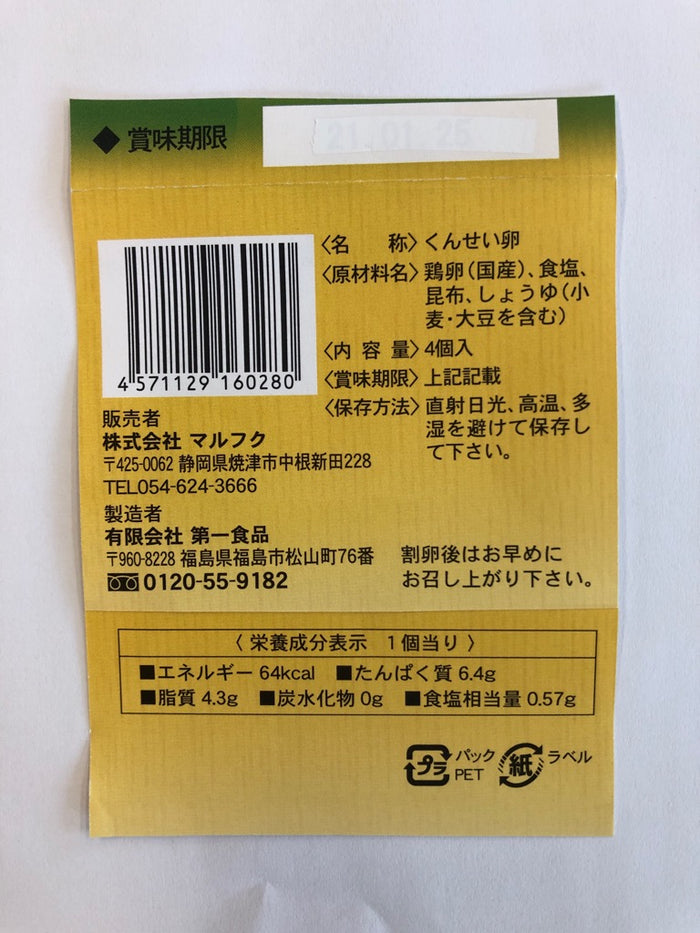 ◆賞味期限
21.01.25
〈名 称〉くんせい卵
〈原材料名〉鶏卵(国産)、食塩、
昆布、しょうゆ(小
麦・大豆を含む)
〈内容量〉4個入
〈賞味期限〉上記記載
〈保存方法〉直射日光、高温、多
湿を避けて保存し
て下さい。
4 571129 160280
販売者
株式会社 マルフク
〒425-0062 静岡県焼津市中根新田228
TEL054-624-3666
製造者
有限会社 第一食品
〒960-8228 福島県福島市松山町76番
0120-55-9182
割卵後はお早めに
お召し上がり下さい。
〈 栄養成分表示 1個当り 〉
■エネルギー 64kcal ■たんぱく質 6.4g
■脂質 4.3g ■炭水化物 0g ■食塩相当量 0.57g
プラ パック
PET
紙 ラベル